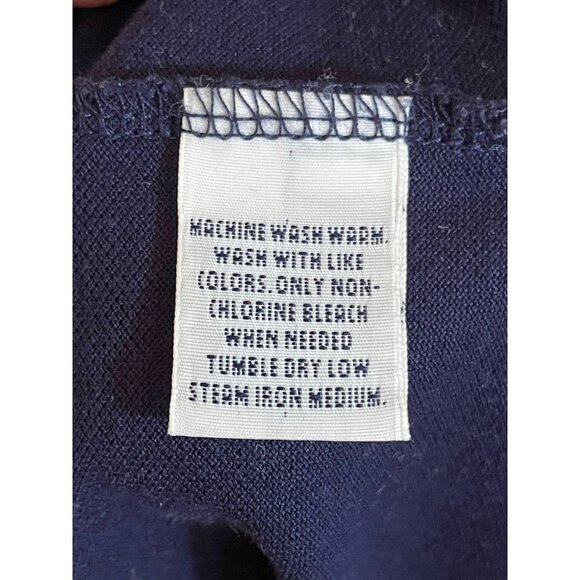 MACHINE WASH WARM.
WASH WITH LIKE
COLORS. ONLY NON-
CHLORINE BLEACH
WHEN NEEDED
TUMBLE DRY LOW
STEAM IRON MEDIUM.